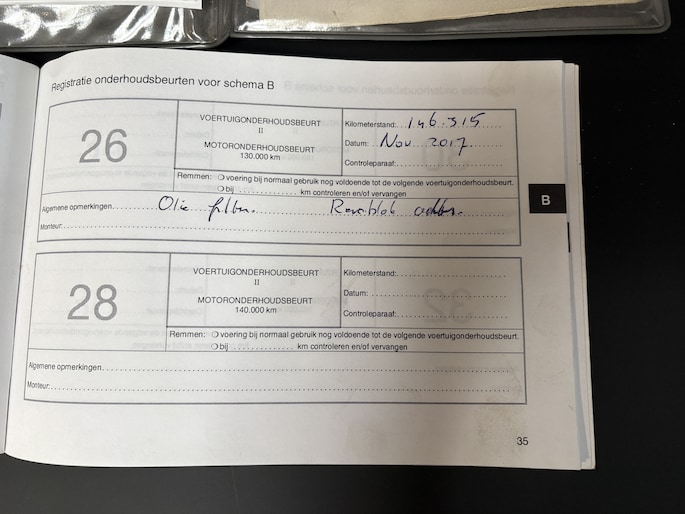 Registratie onderhoudsbeurten voor schema B
26
VOERTUIGONDERHOUDSBEURT
II
MOTORONDERHOUDSBEURT
130.000 km
Kilometerstand: 146.315
Datum: Nov 2017
Controleparaaf:
Remmen: voering bij normaal gebruik nog voldoende tot de volgende voertuigonderhoudsbeurt.
bij km controleren en/of vervangen
Algemene opmerkingen Olie filter. Remblok achter.
Monteur:
B
28
VOERTUIGONDERHOUDSBEURT
II
MOTORONDERHOUDSBEURT
140.000 km
Kilometerstand:
Datum:
Controleparaaf:
Remmen: voering bij normaal gebruik nog voldoende tot de volgende voertuigonderhoudsbeurt.
bij km controleren en/of vervangen
Algemene opmerkingen
Monteur:
35